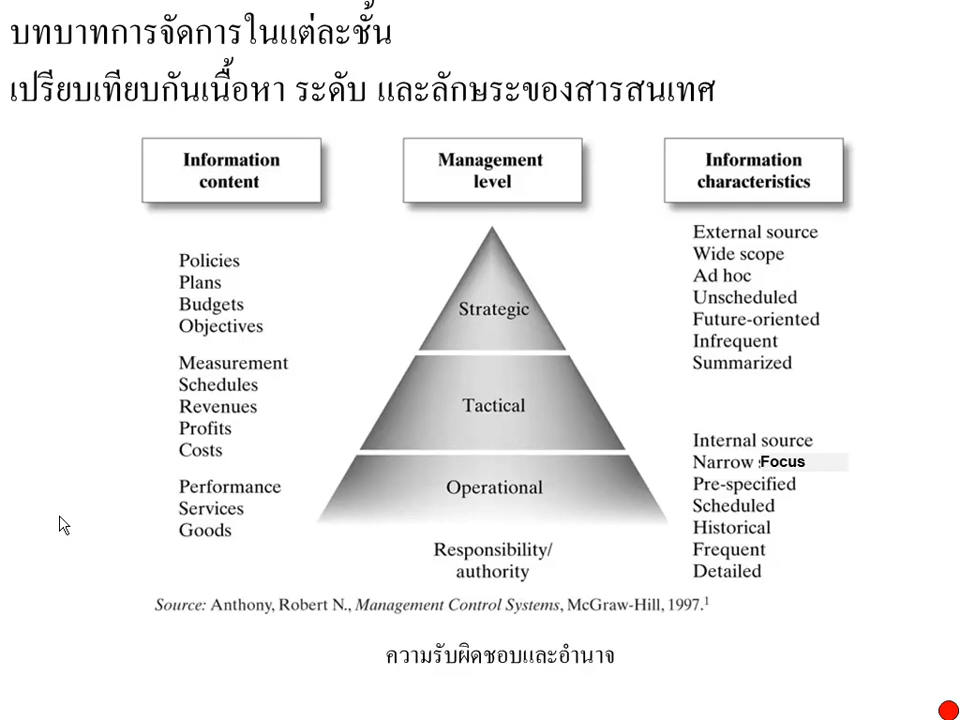 บทบาทการจัดการในแต่ละชั้น
เปรียบเทียบกันเนื้อหา ระดับ และลักษระของสารสนเทศ
Information
content
Management
level
Information
characteristics
Policies
Plans
Budgets
Objectives
Measurement
Schedules
Revenues
Profits
Costs
Performance
Services
Goods
Strategic
Tactical
Operational
Responsibility/
authority
External source
Wide scope
Ad hoc
Unscheduled
Future-oriented
Infrequent
Summarized
Internal source
Narrow Focus
Pre-specified
Scheduled
Historical
Frequent
Detailed
Source: Anthony, Robert N., Management Control Systems, McGraw-Hill, 1997.¹
ความรับผิดชอบและอำนาจ